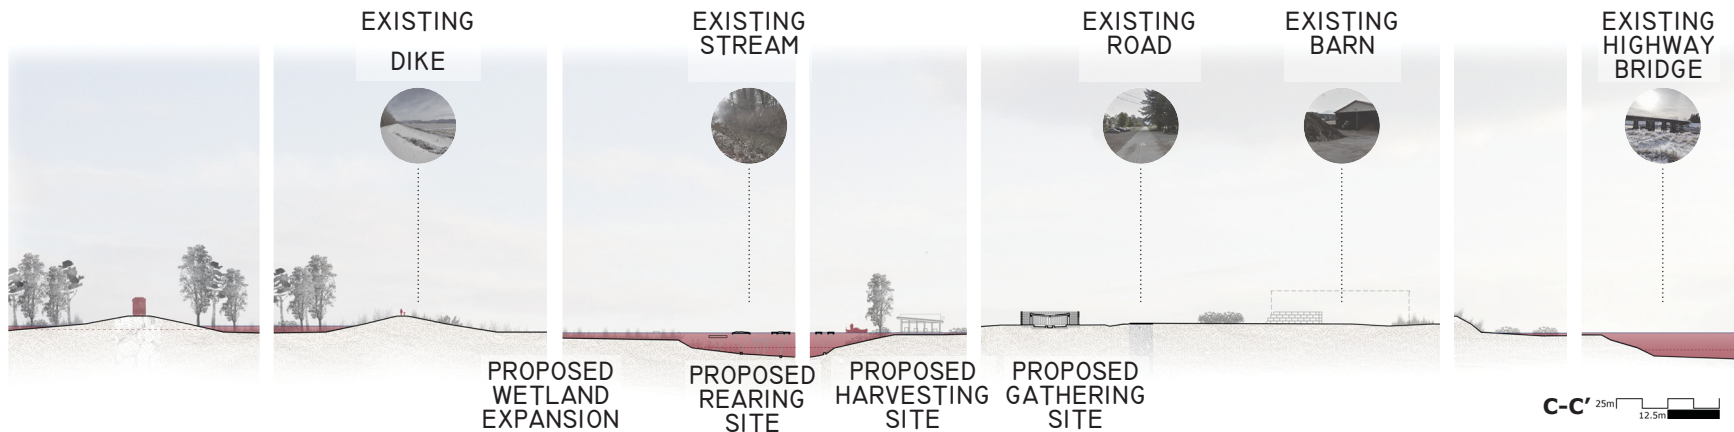 EXISTING
DIKE
EXISTING
STREAM
EXISTING
ROAD
EXISTING
BARN
EXISTING
HIGHWAY
BRIDGE
PROPOSED
WETLAND
EXPANSION
PROPOSED
REARING
SITE
PROPOSED
HARVESTING
SITE
PROPOSED
GATHERING
SITE
C-C' 25m
12.5m